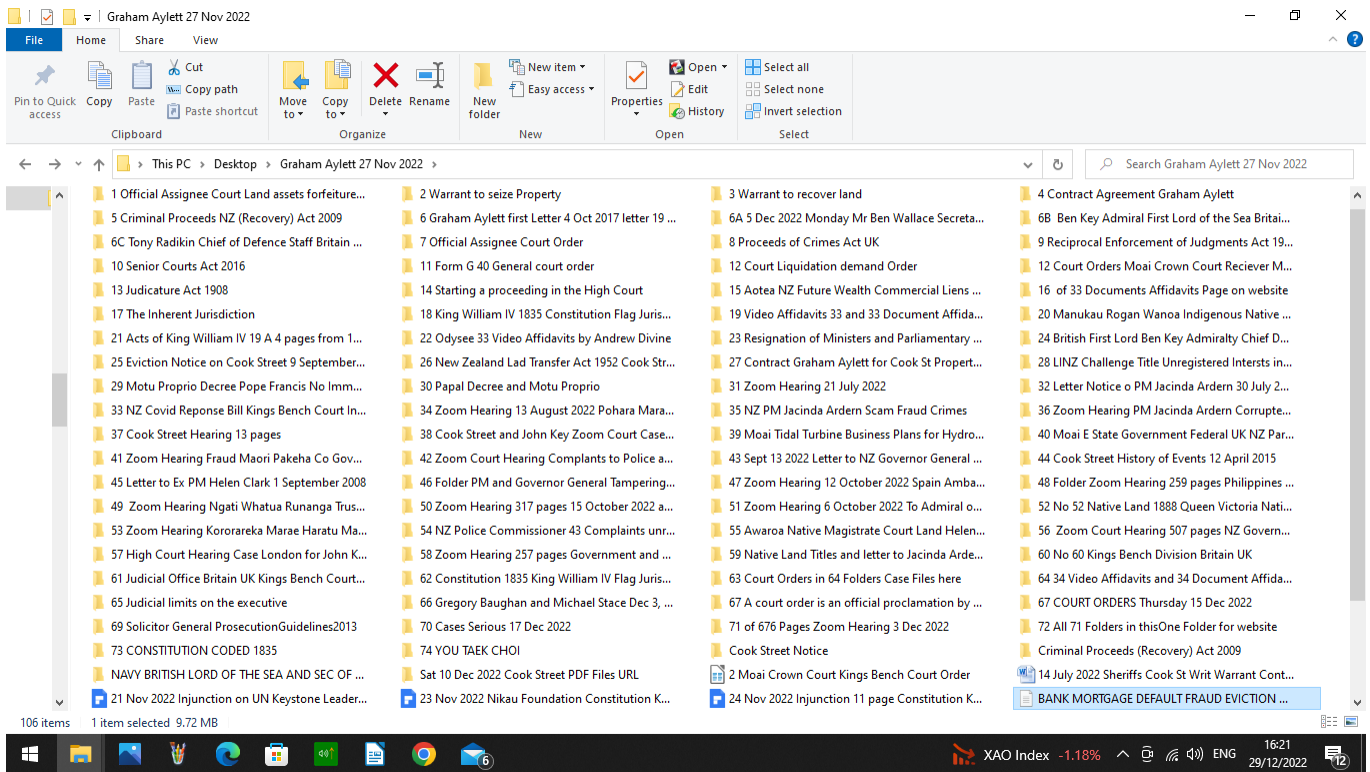 Graham Aylett 27 Nov 2022
File Home Share View
Pin to Quick access
Copy
Paste
Cut
Copy path
Paste shortcut
Clipboard
Move to
Copy to
Delete
Rename
Organize
New folder
New item
Easy access
New
Properties
Open
Edit
History
Open
Select all
Select none
Invert selection
Select
This PC > Desktop > Graham Aylett 27 Nov 2022 >
Search Graham Aylett 27 Nov 2022
1 Official Assignee Court Land assets forfeiture... 2 Warrant to seize Property 3 Warrant to recover land 4 Contract Agreement Graham Aylett
5 Criminal Proceeds NZ (Recovery) Act 2009 6 Graham Aylett first Letter 4 Oct 2017 letter 19 ... 6A 5 Dec 2022 Monday Mr Ben Wallace Secreta... 6B Ben Key Admiral First Lord of the Sea Britai...
6C Tony Radikin Chief of Defence Staff Britain ... 7 Official Assignee Court Order 8 Proceeds of Crimes Act UK 9 Reciprocal Enforcement of Judgments Act 19...
10 Senior Courts Act 2016 11 Form G 40 General court order 12 Court Liquidation demand Order 12 Court Orders Moai Crown Court Reciever M...
13 Judicature Act 1908 14 Starting a proceeding in the High Court 15 Aotea NZ Future Wealth Commercial Liens ... 16 of 33 Documents Affidavits Page on website
17 The Inherent Jurisdiction 18 King William IV 1835 Constitution Flag Juris... 19 Video Affidavits 33 and 33 Document Affida... 20 Manukau Rogan Wanoa Indigenous Native ...
21 Acts of King William IV 19 A 4 pages from 1... 22 Odysee 33 Video Affidavits by Andrew Divine 23 Resignation of Ministers and Parliamentary ... 24 British First Lord Ben Key Admiralty Chief D...
25 Eviction Notice on Cook Street 9 September... 26 New Zealand Lad Transfer Act 1952 Cook Str... 27 Contract Graham Aylett for Cook St Propert... 28 LINZ Challenge Title Unregistered Intersts in...
29 Motu Proprio Decree Pope Francis No Imm... 30 Papal Decree and Motu Proprio 31 Zoom Hearing 21 July 2022 32 Letter Notice o PM Jacinda Ardern 30 July 2...
33 NZ Covid Reponse Bill Kings Bench Court In... 34 Zoom Hearing 13 August 2022 Pohara Mara... 35 NZ PM Jacinda Ardern Scam Fraud Crimes 36 Zoom Hearing PM Jacinda Ardern Corrupte...
37 Cook Street Hearing 13 pages 38 Cook Street and John Key Zoom Court Case... 39 Moai Tidal Turbine Business Plans for Hydro... 40 Moai E State Government Federal UK NZ Par...
41 Zoom Hearing Fraud Maori Pakeha Co Gov... 42 Zoom Court Hearing Complants to Police a... 43 Sept 13 2022 Letter to NZ Governor General ... 44 Cook Street History of Events 12 April 2015
45 Letter to Ex PM Helen Clark 1 September 2008 46 Folder PM and Governor General Tampering... 47 Zoom Hearing 12 October 2022 Spain Amba... 48 Folder Zoom Hearing 259 pages Philippines ...
49 Zoom Hearing Ngati Whatua Runanga Trus... 50 Zoom Hearing 317 pages 15 October 2022 a... 51 Zoom Hearing 6 October 2022 To Admiral o... 52 No 52 Native Land 1888 Queen Victoria Nati...
53 Zoom Hearing Kororareka Marae Haratu Ma... 54 NZ Police Commissioner 43 Complaints unr... 55 Awaroa Native Magistrate Court Land Helen... 56 Zoom Court Hearing 507 pages NZ Govern...
57 High Court Hearing Case London for John K... 58 Zoom Hearing 257 pages Government and ... 59 Native Land Titles and letter to Jacinda Arde... 60 No 60 Kings Bench Division Britain UK
61 Judicial Office Britain UK Kings Bench Court... 62 Constitution 1835 King William IV Flag Juris... 63 Court Orders in 64 Folders Case Files here 64 34 Video Affidavits and 34 Document Affida...
65 Judicial limits on the executive 66 Gregory Baughan and Michael Stace Dec 3, ... 67 A court order is an official proclamation by ... 67 COURT ORDERS Thursday 15 Dec 2022
69 Solicitor General ProsecutionGuidelines2013 70 Cases Serious 17 Dec 2022 71 of 676 Pages Zoom Hearing 3 Dec 2022 72 All 71 Folders in thisOne Folder for website
73 CONSTITUTION CODED 1835 74 YOU TAEK CHOI Cook Street Notice Criminal Proceeds (Recovery) Act 2009
NAVY BRITISH LORD OF THE SEA AND SEC OF ... Sat 10 Dec 2022 Cook Street PDF Files URL 2 Moai Crown Court Kings Bench Court Order 14 July 2022 Sheriffs Cook St Writ Warrant Cont...
21 Nov 2022 Injunction on UN Keystone Leader... 23 Nov 2022 Nikau Foundation Constitution K... 24 Nov 2022 Injunction 11 page Constitution K... BANK MORTGAGE DEFAULT FRAUD EVICTION ...
106 items 1 item selected 9.72 MB
XAO Index -1.18% ENG 16:21
29/12/2022
6
12